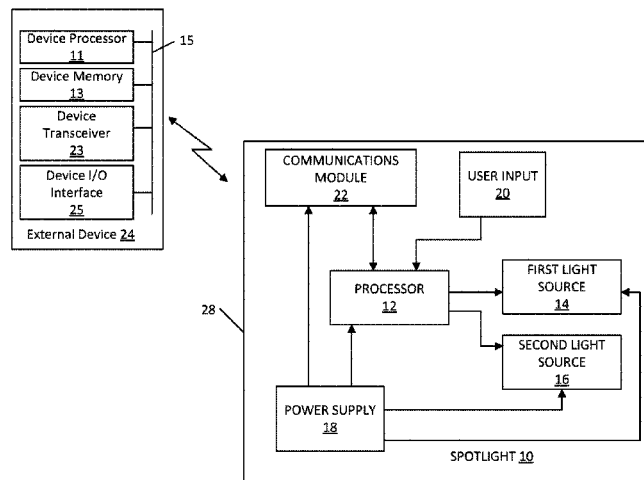 Device Processor
11
15
Device Memory
13
Device
Transceiver
23
Device I/O
Interface
25
External Device 24
COMMUNICATIONS
MODULE
22
USER INPUT
20
PROCESSOR
12
FIRST LIGHT
SOURCE
14
28
SECOND LIGHT
SOURCE
16
POWER SUPPLY
18
SPOTLIGHT 10